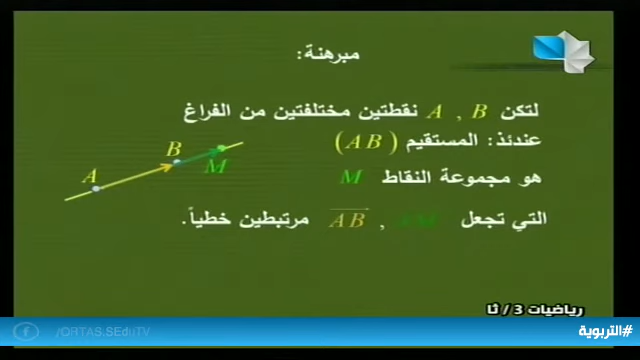 مبرهنة:
لتكن A , B نقطتين مختلفتين من الفراغ
عندئذ: المستقيم (AB)
هو مجموعة النقاط M
التي تجعل , AB مرتبطين خطياً.
A
B
M
رياضيات 3 / ثا
#التربوية
/ORTAS.SEduTV